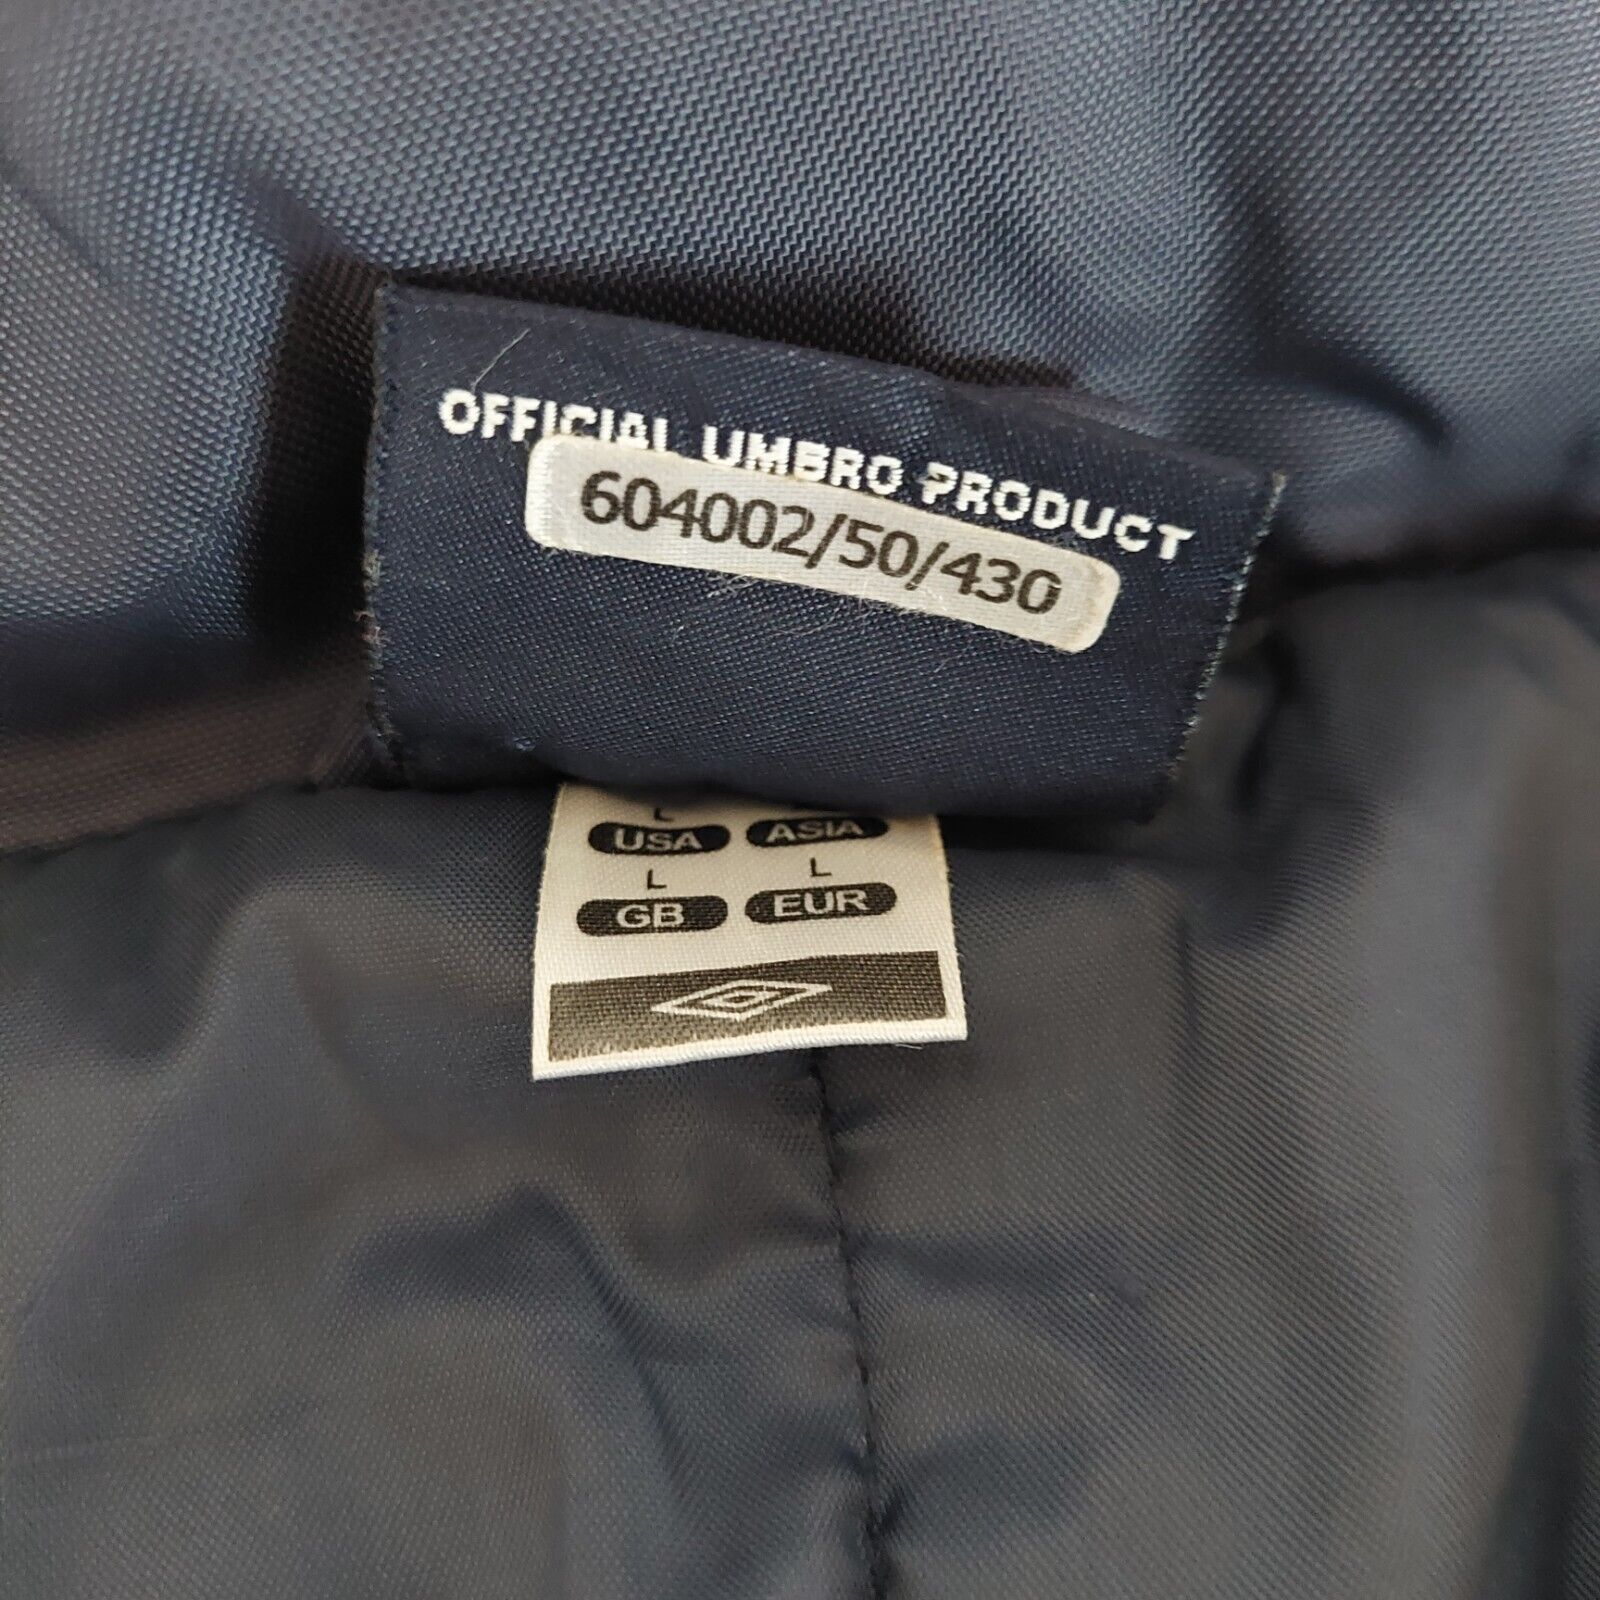 OFFICIAL UMBRO PRODUCT
604002/50/430
L
USA ASIA
L L
GB EUR